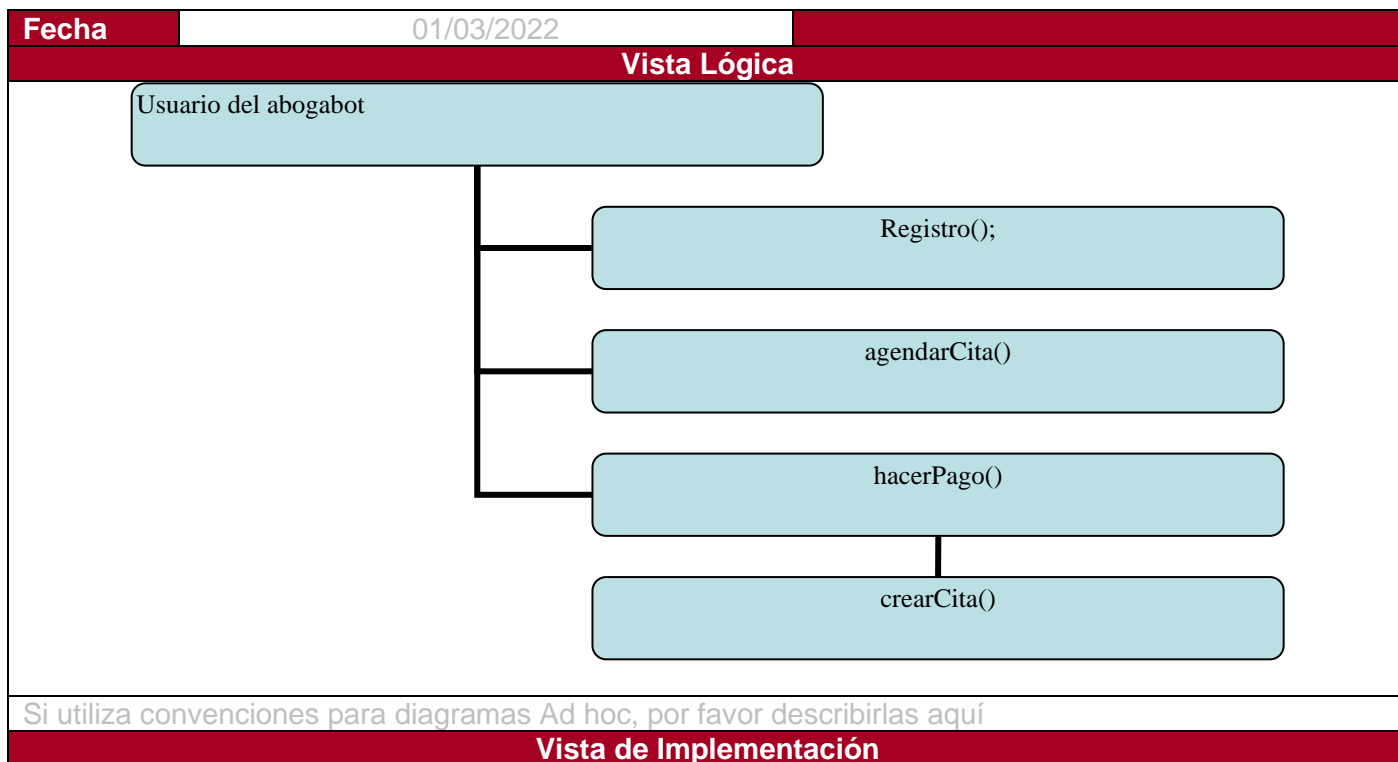 Fecha 01/03/2022
Vista Lógica
Usuario del abogabot
Registro();
agendarCita()
hacerPago()
crearCita()
Si utiliza convenciones para diagramas Ad hoc, por favor describirlas aquí
Vista de Implementación